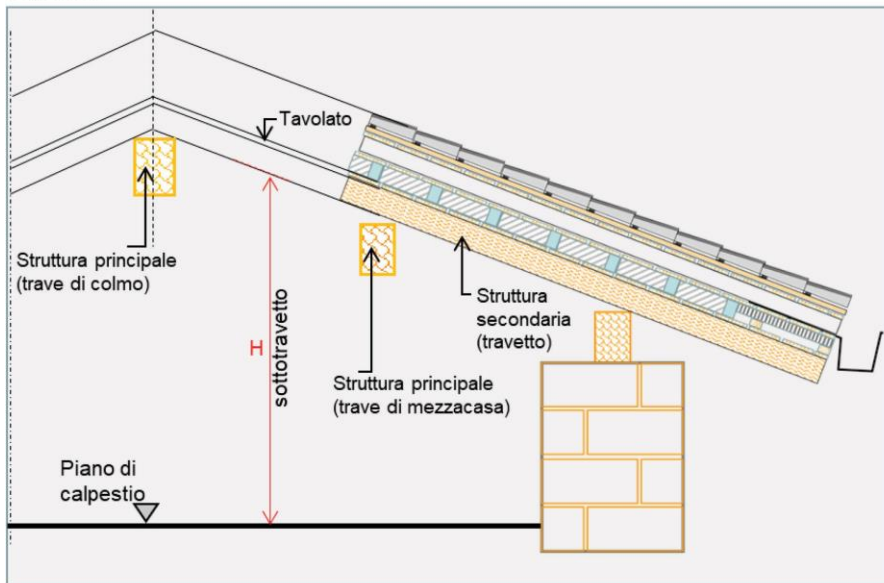 Tavolato
Struttura principale
(trave di colmo)
H
sottotravetto
Struttura
secondaria
(travetto)
Struttura principale
(trave di mezzacasa)
Piano di
calpestio